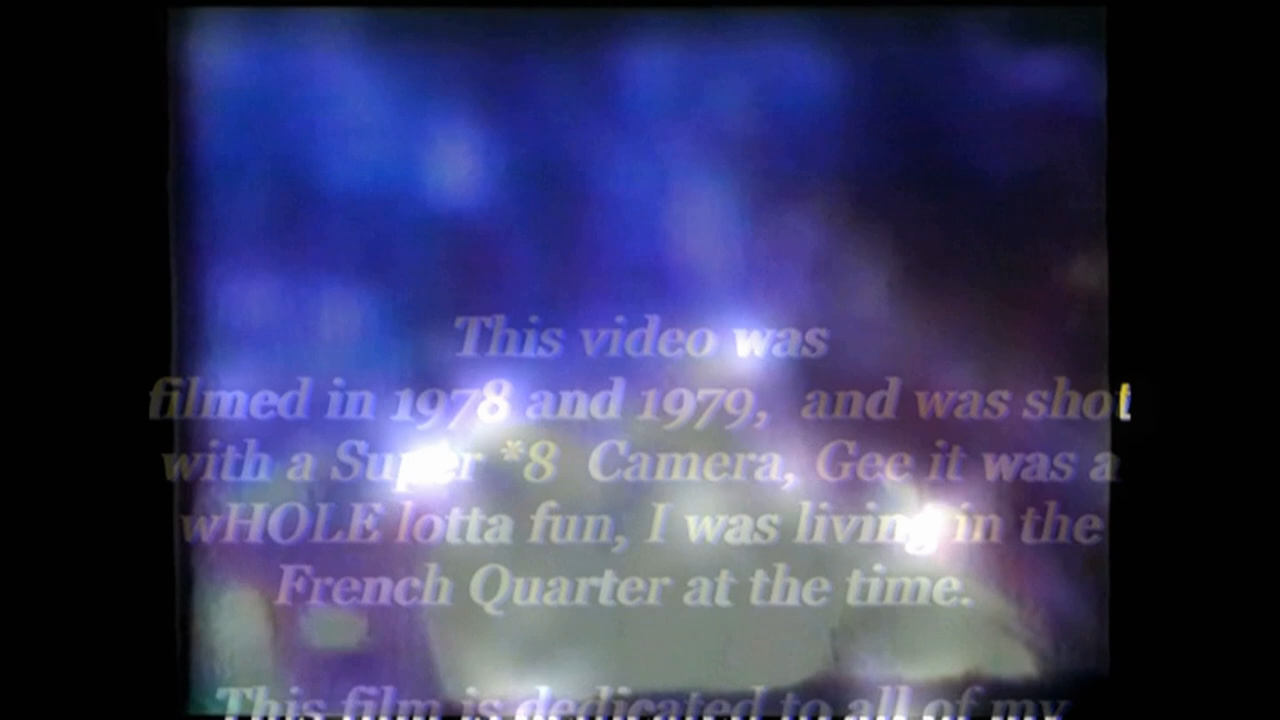 This video was
filmed in 1978 and 1979, and was shot
with a Super *8 Camera, Gee it was a
wHOLE lotta fun, I was living in the
French Quarter at the time.
This film is dedicated to all of my